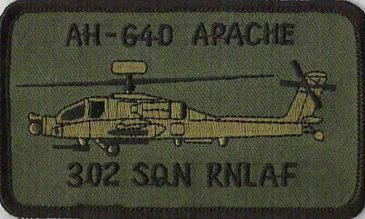 AH-64D APACHE
302 SQN RNLAF